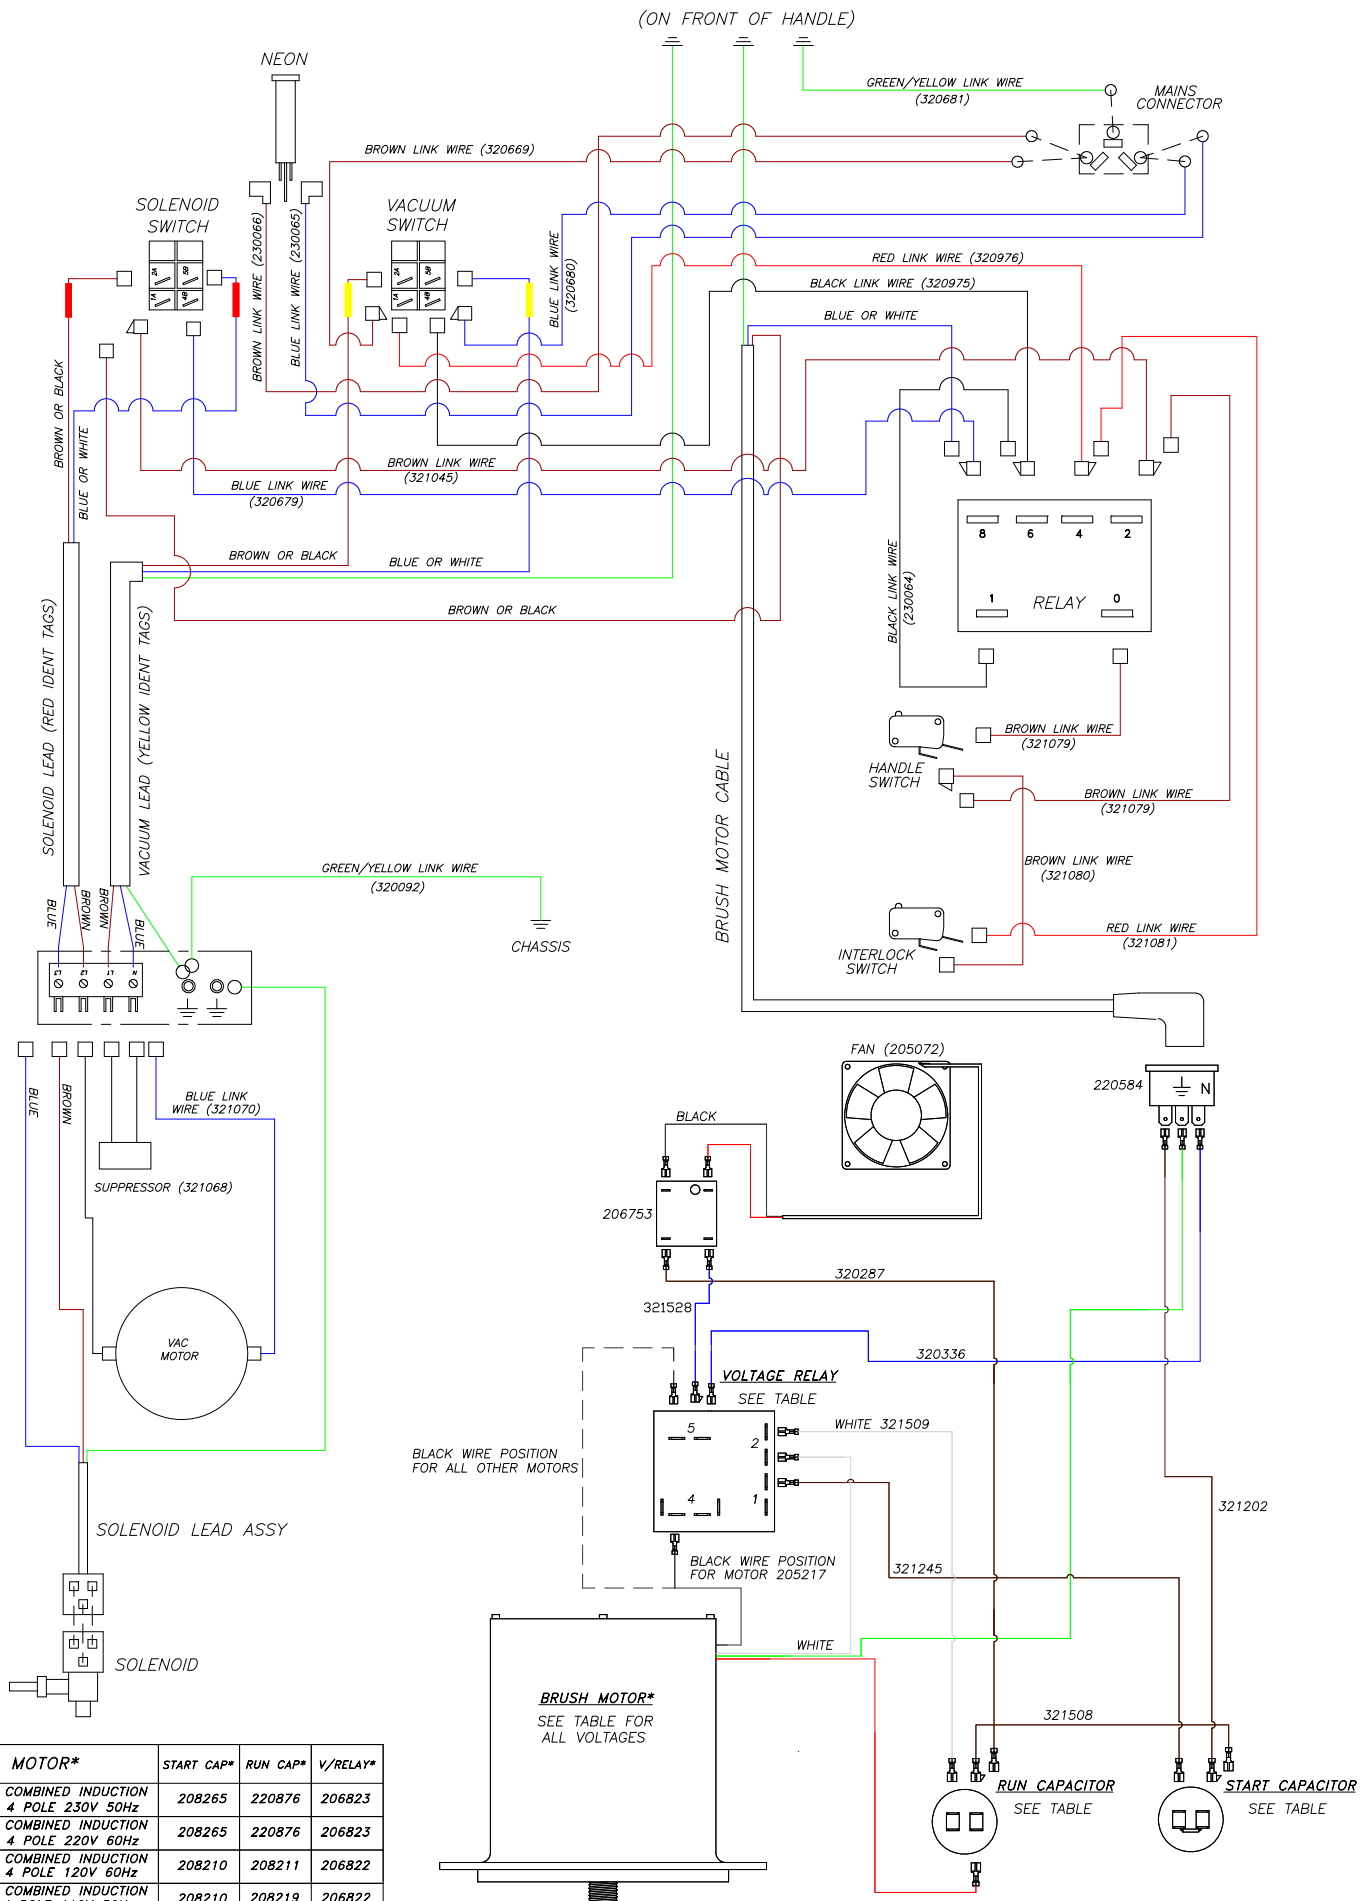 (ON FRONT OF HANDLE)
NEON
GREEN/YELLOW LINK WIRE
(320681)
MAINS
CONNECTOR
BROWN LINK WIRE (320669)
SOLENOID
SWITCH
VACUUM
SWITCH
2A
5B
1A
4B
2A
5B
1A
4B
BROWN LINK WIRE (230066)
BLUE LINK WIRE (230065)
BLUE LINK WIRE
(320680)
RED LINK WIRE (320976)
BLACK LINK WIRE (320975)
BLUE OR WHITE
BROWN OR BLACK
BLUE OR WHITE
BROWN LINK WIRE
(321045)
BLUE LINK WIRE
(320679)
BROWN OR BLACK
BLUE OR WHITE
BROWN OR BLACK
8
6
4
2
1
RELAY
0
BLACK LINK WIRE
(230064)
SOLENOID LEAD (RED IDENT TAGS)
VACUUM LEAD (YELLOW IDENT TAGS)
BRUSH MOTOR CABLE
BROWN LINK WIRE
(321079)
HANDLE
SWITCH
BROWN LINK WIRE
(321079)
BROWN LINK WIRE
(321080)
RED LINK WIRE
(321081)
INTERLOCK
SWITCH
GREEN/YELLOW LINK WIRE
(320092)
CHASSIS
BLUE
BROWN
BROWN
BLUE
L3
L2
L1
N
BLUE
BROWN
BLUE LINK
WIRE (321070)
SUPPRESSOR (321068)
VAC
MOTOR
SOLENOID LEAD ASSY
SOLENOID
FAN (205072)
220584
N
BLACK
206753
320287
321528
320336
VOLTAGE RELAY
SEE TABLE
WHITE 321509
5
2
4
1
BLACK WIRE POSITION
FOR ALL OTHER MOTORS
BLACK WIRE POSITION
FOR MOTOR 205217
321245
321202
WHITE
BRUSH MOTOR*
SEE TABLE FOR
ALL VOLTAGES
321508
RUN CAPACITOR
SEE TABLE
START CAPACITOR
SEE TABLE
MOTOR* START CAP* RUN CAP* V/RELAY*
COMBINED INDUCTION
4 POLE 230V 50Hz 208265 220876 206823
COMBINED INDUCTION
4 POLE 220V 60Hz 208265 220876 206823
COMBINED INDUCTION
4 POLE 120V 60Hz 208210 208211 206822
COMBINED INDUCTION
208210 208219 206822